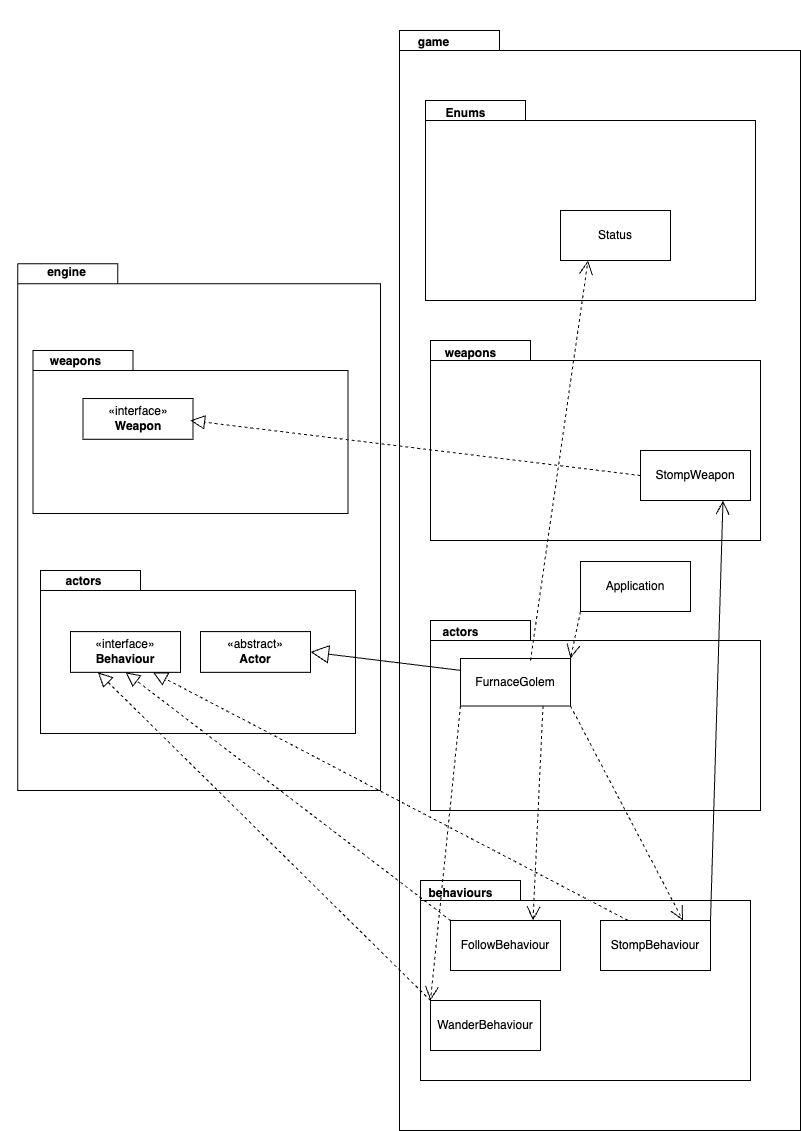 game
Enums
Status
engine
weapons
«interface»
Weapon
weapons
StompWeapon
Application
actors
«interface»
Behaviour
«abstract»
Actor
actors
FurnaceGolem
behaviours
FollowBehaviour
StompBehaviour
WanderBehaviour